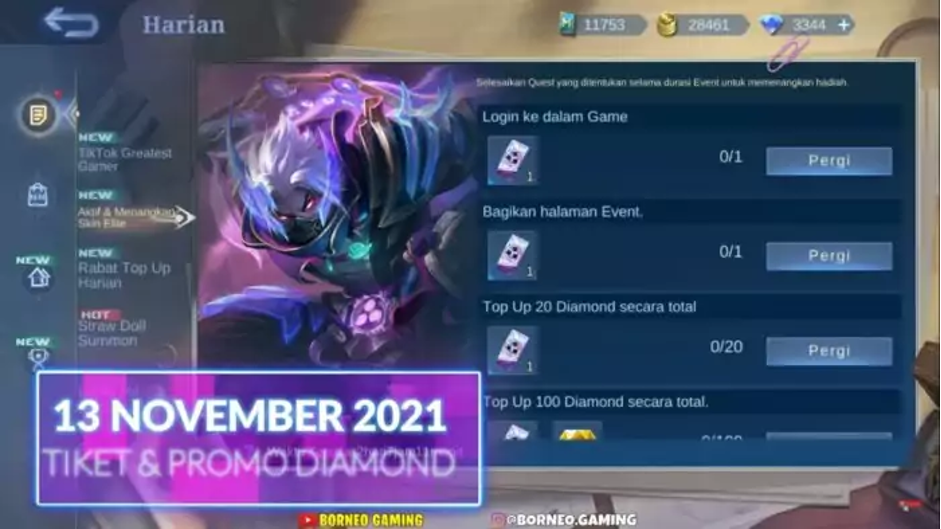 Harian
11753
28461
3344 +
Selesaikan Quest yang ditentukan selama durasi Event untuk memenangkan hadiah.
NEW
TikTok Greatest
Gamer
NEW
Aktif & Menangkan
Skin Elite
NEW
Rabat Top Up
Harian
HOT
Straw Doll
Summon
NEW
NEW
Login ke dalam Game
1
0/1
Pergi
Bagikan halaman Event.
1
0/1
Pergi
Top Up 20 Diamond secara total
1
0/20
Pergi
Top Up 100 Diamond secara total.
0/100
13 NOVEMBER 2021
TIKET & PROMO DIAMOND
BORNEO GAMING
@BORNEO.GAMING